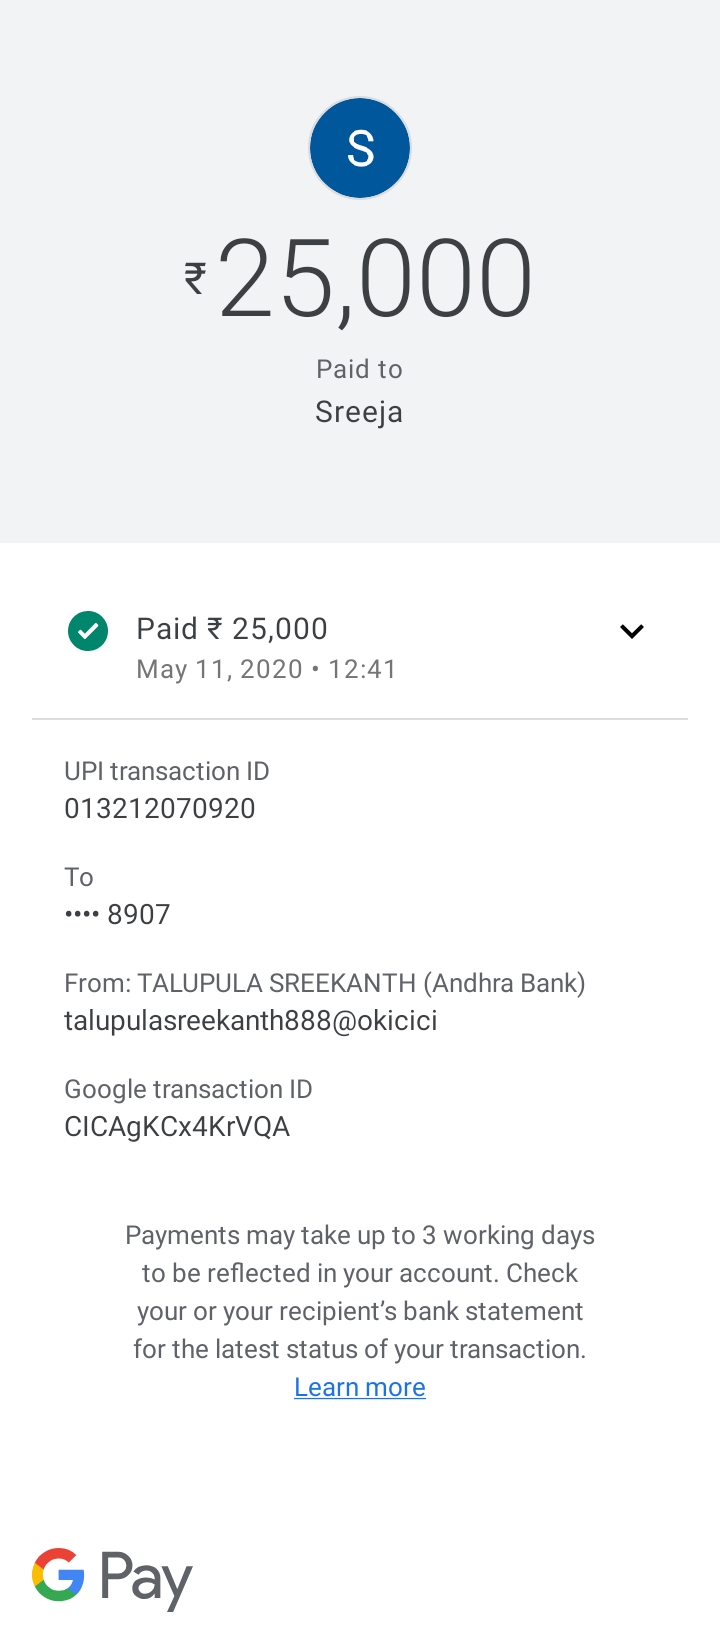 S
₹25,000
Paid to
Sreeja
Paid ₹ 25,000
May 11, 2020 • 12:41
UPI transaction ID
013212070920
To
•••• 8907
From: TALUPULA SREEKANTH (Andhra Bank)
talupulasreekanth888@okicici
Google transaction ID
CICAgKCx4KrVQA
Payments may take up to 3 working days
to be reflected in your account. Check
your or your recipient’s bank statement
for the latest status of your transaction.
Learn more
G Pay